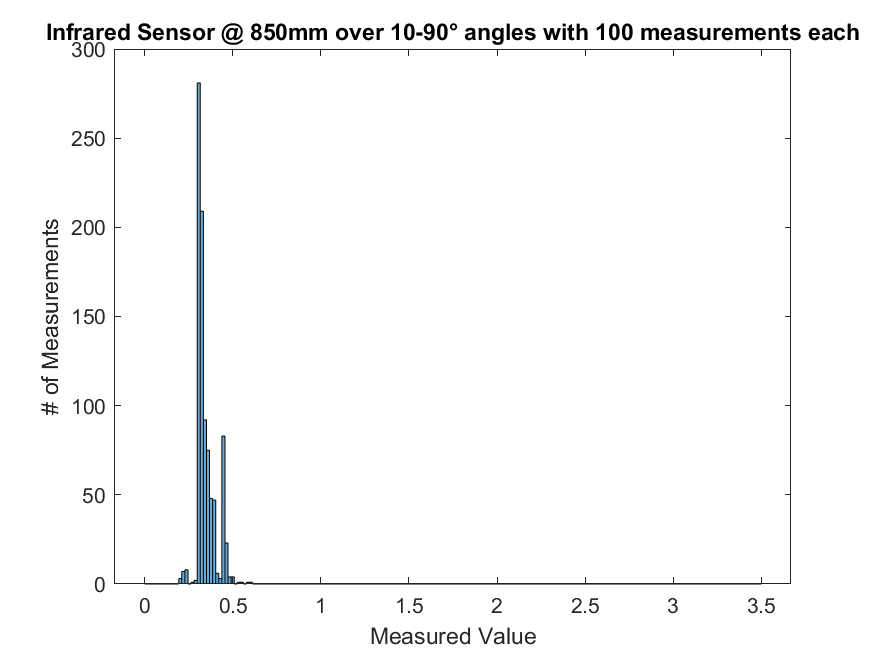 Infrared Sensor @ 850mm over 10-90° angles with 100 measurements each
300
250
200
150
100
50
0
# of Measurements
0 0.5 1 1.5 2 2.5 3 3.5
Measured Value